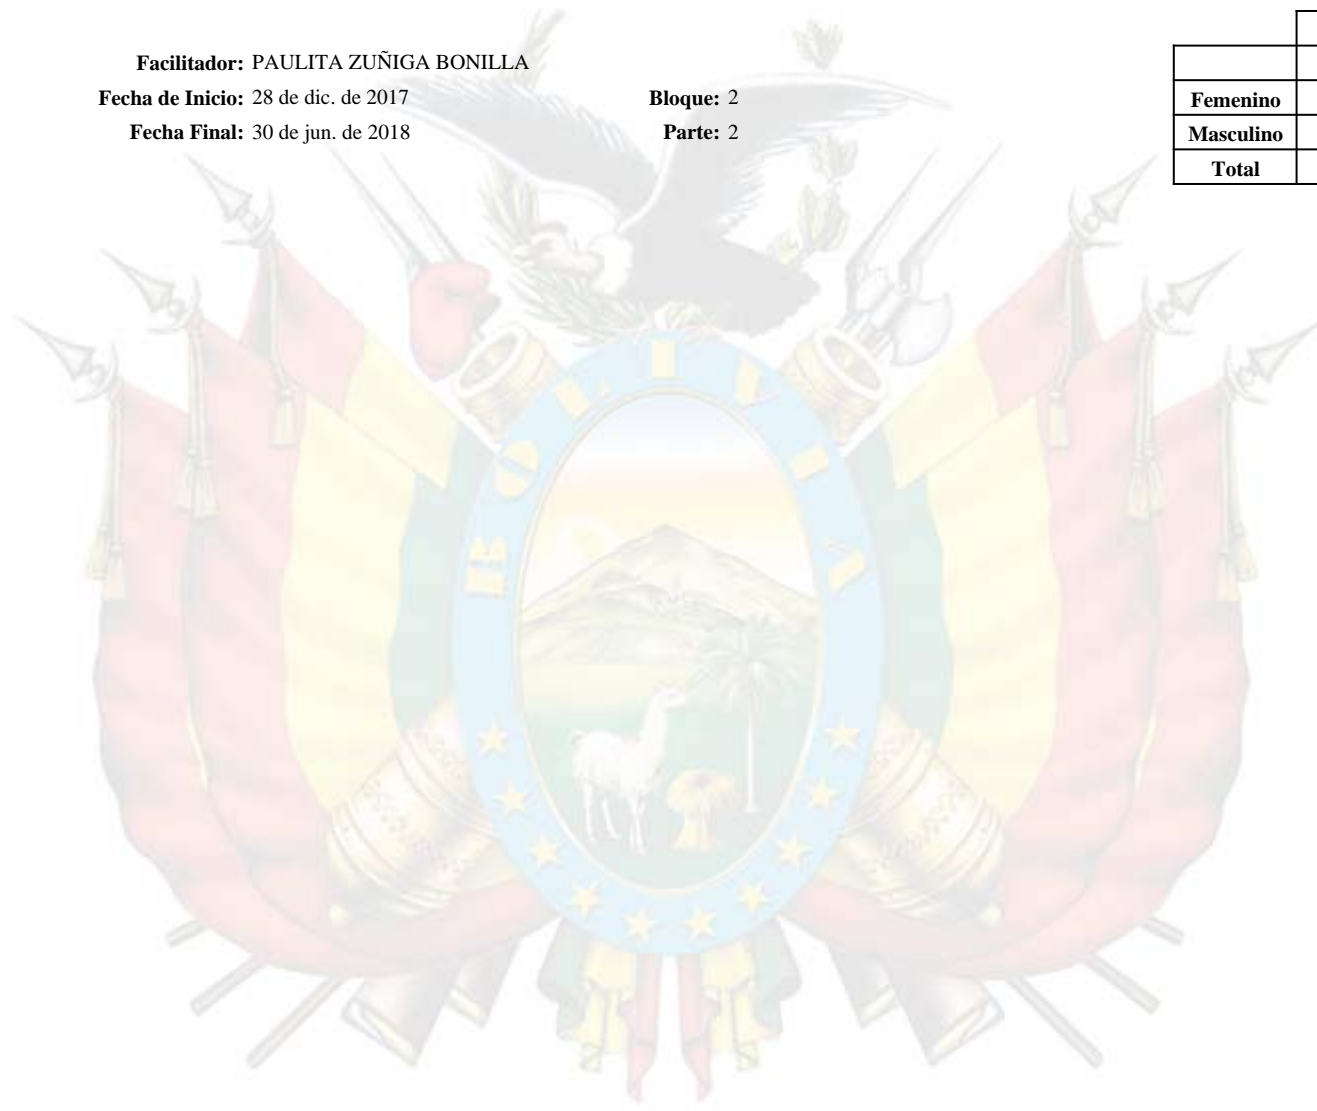 Facilitador: PAULITA ZUÑIGA BONILLA
Fecha de Inicio: 28 de dic. de 2017 Bloque: 2
Fecha Final: 30 de jun. de 2018 Parte: 2
Femenino
Masculino
Total
BOLIVIA